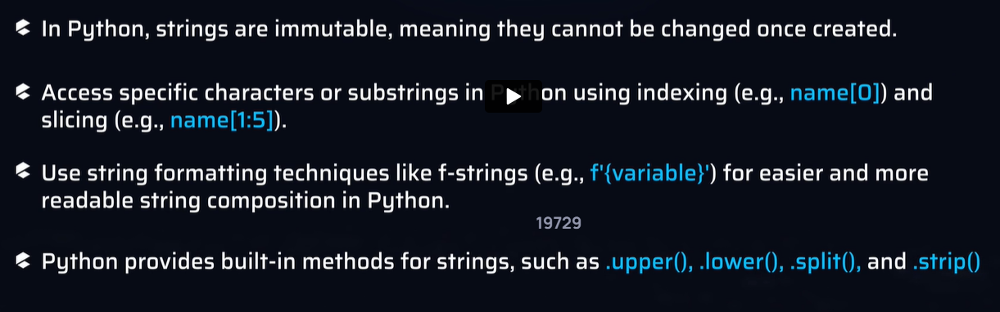 In Python, strings are immutable, meaning they cannot be changed once created.
Access specific characters or substrings in Python using indexing (e.g., name[0]) and
slicing (e.g., name[1:5]).
Use string formatting techniques like f-strings (e.g., f'{variable}') for easier and more
readable string composition in Python.
19729
Python provides built-in methods for strings, such as .upper(), .lower(), .split(), and .strip()